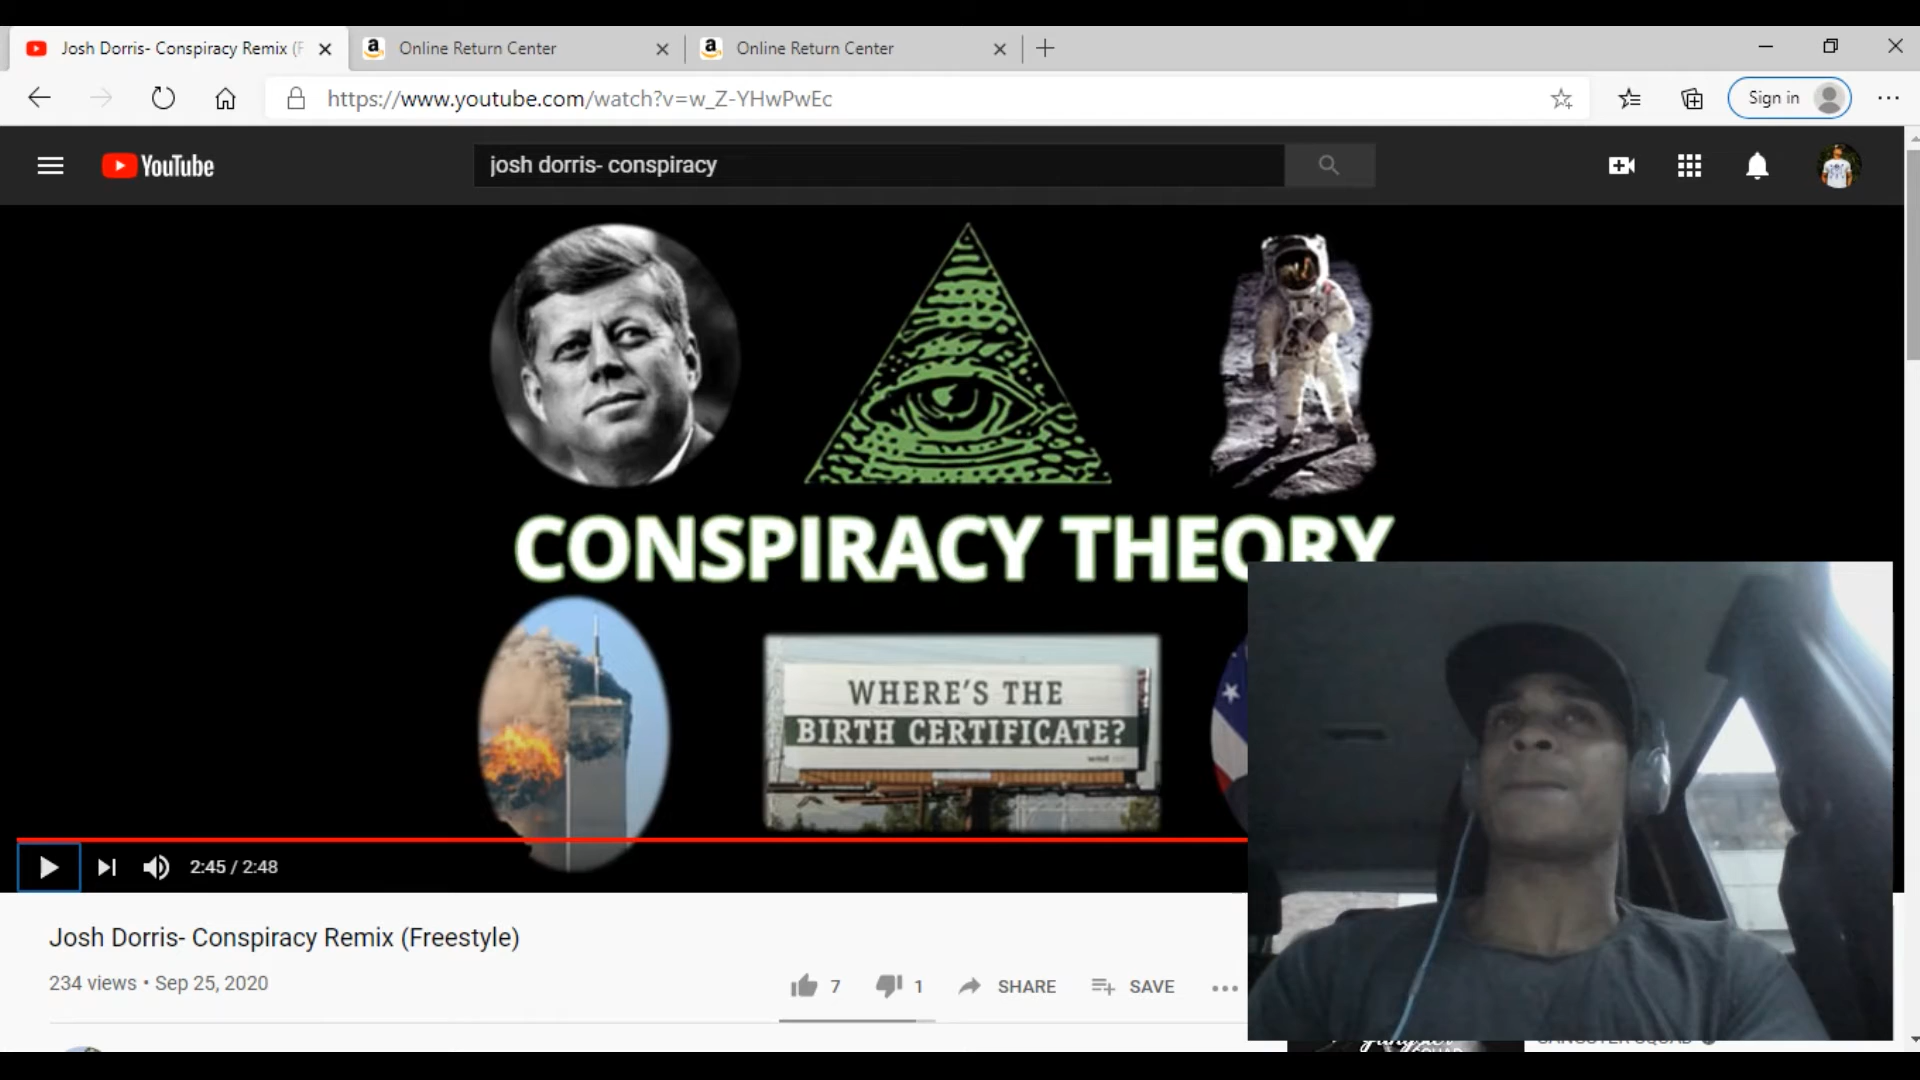 Josh Dorris- Conspiracy Remix (F
Online Return Center
Online Return Center
https://www.youtube.com/watch?v=w_Z-YHwPwEc
Sign in
YouTube
josh dorris- conspiracy
CONSPIRACY THEORY
WHERE'S THE
BIRTH CERTIFICATE?
2:45 / 2:48
Josh Dorris- Conspiracy Remix (Freestyle)
234 views • Sep 25, 2020
7
1
SHARE
SAVE